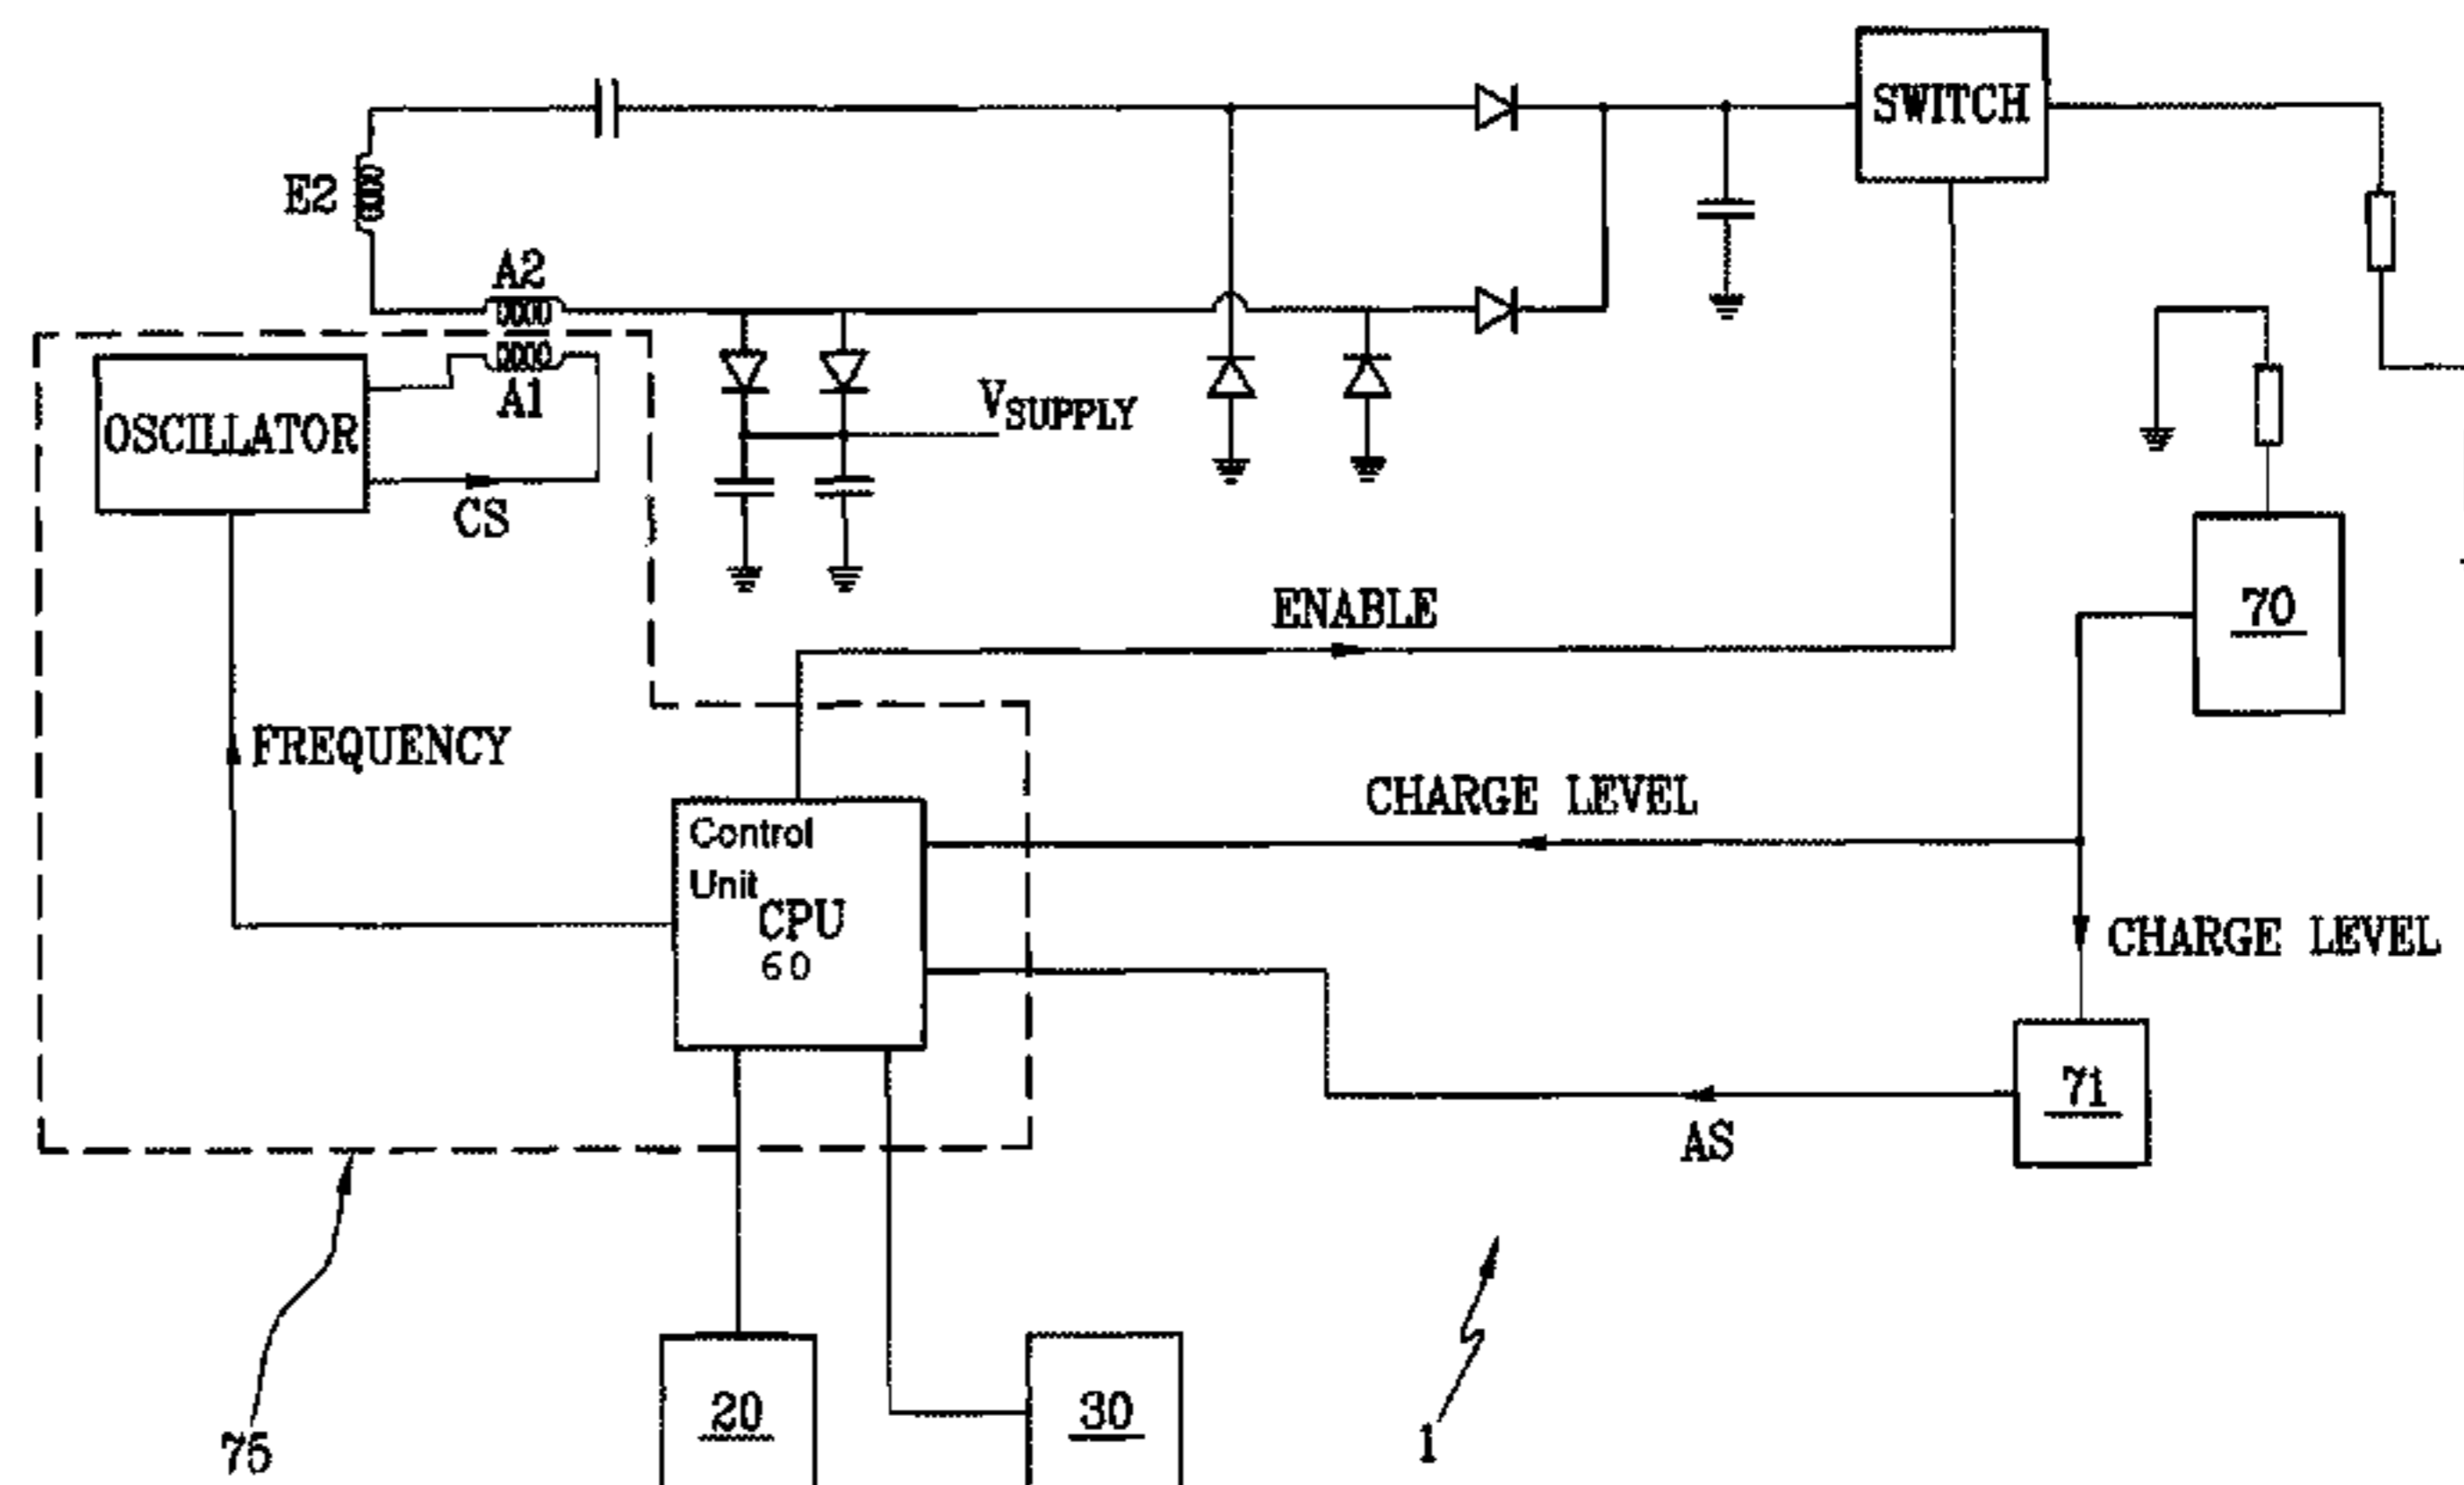 SWITCH
E2
A2
A1
OSCILLATOR
VSUPPLY
CS
ENABLE
70
FREQUENCY
CHARGE LEVEL
Control
Unit
CPU
60
CHARGE LEVEL
71
AS
20
30
1
75